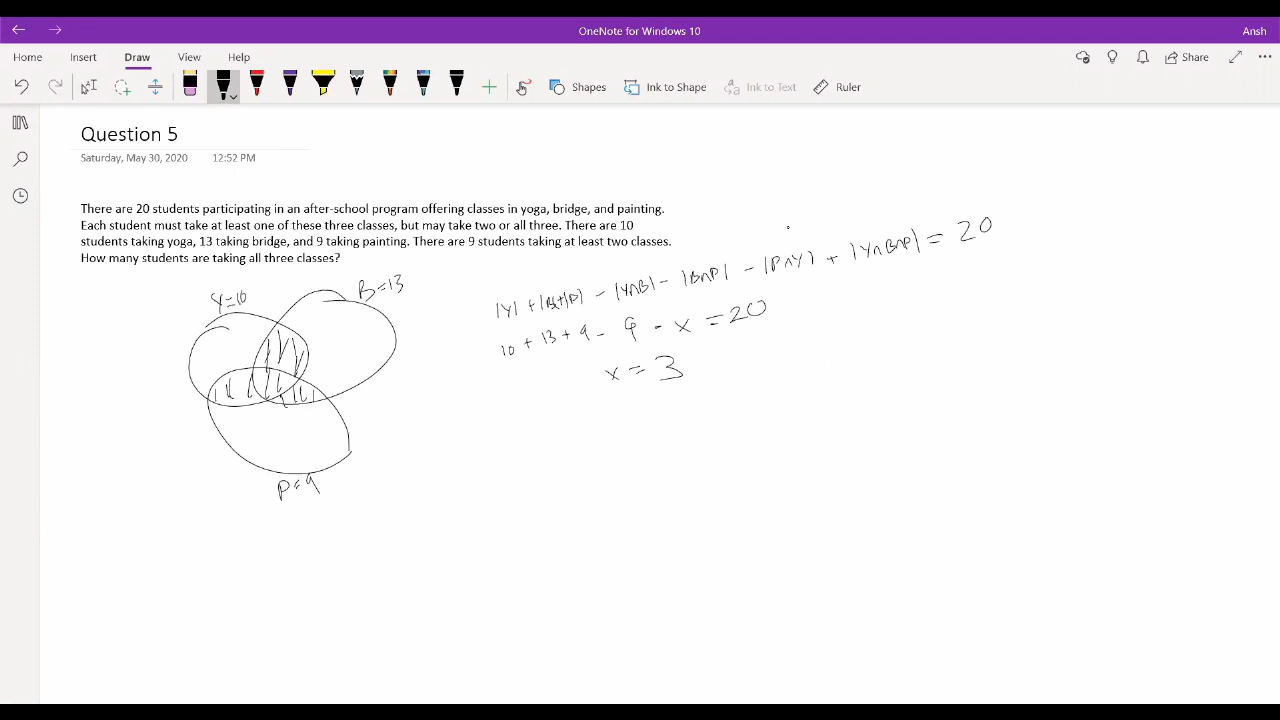 OneNote for Windows 10
Ansh
Home Insert Draw View Help
Share
Shapes Ink to Shape Ink to Text Ruler
Question 5
Saturday, May 30, 2020 12:52 PM
There are 20 students participating in an after-school program offering classes in yoga, bridge, and painting.
Each student must take at least one of these three classes, but may take two or all three. There are 10
students taking yoga, 13 taking bridge, and 9 taking painting. There are 9 students taking at least two classes.
How many students are taking all three classes?
Y=10
B=13
P=9
|Y| + |B|+|P| - |Y∩B| - |B∩P| - |P∩Y| + |Y∩B∩P| = 20
10 + 13 + 9 - 9 - x = 20
x = 3